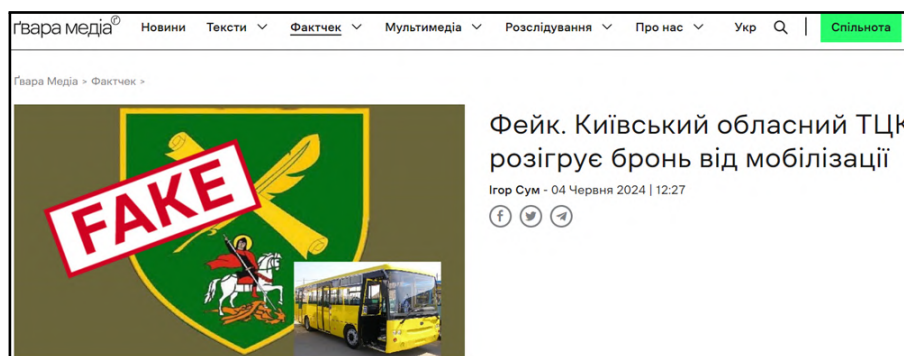 ґвара медіа
Новини Тексти Фактчек Мультимедіа Розслідування Про нас Укр Спільнота
Ґвара Медіа > Фактчек >
FAKE
Фейк. Київський обласний ТЦК
розігрує бронь від мобілізації
Ігор Сум - 04 Червня 2024 | 12:27